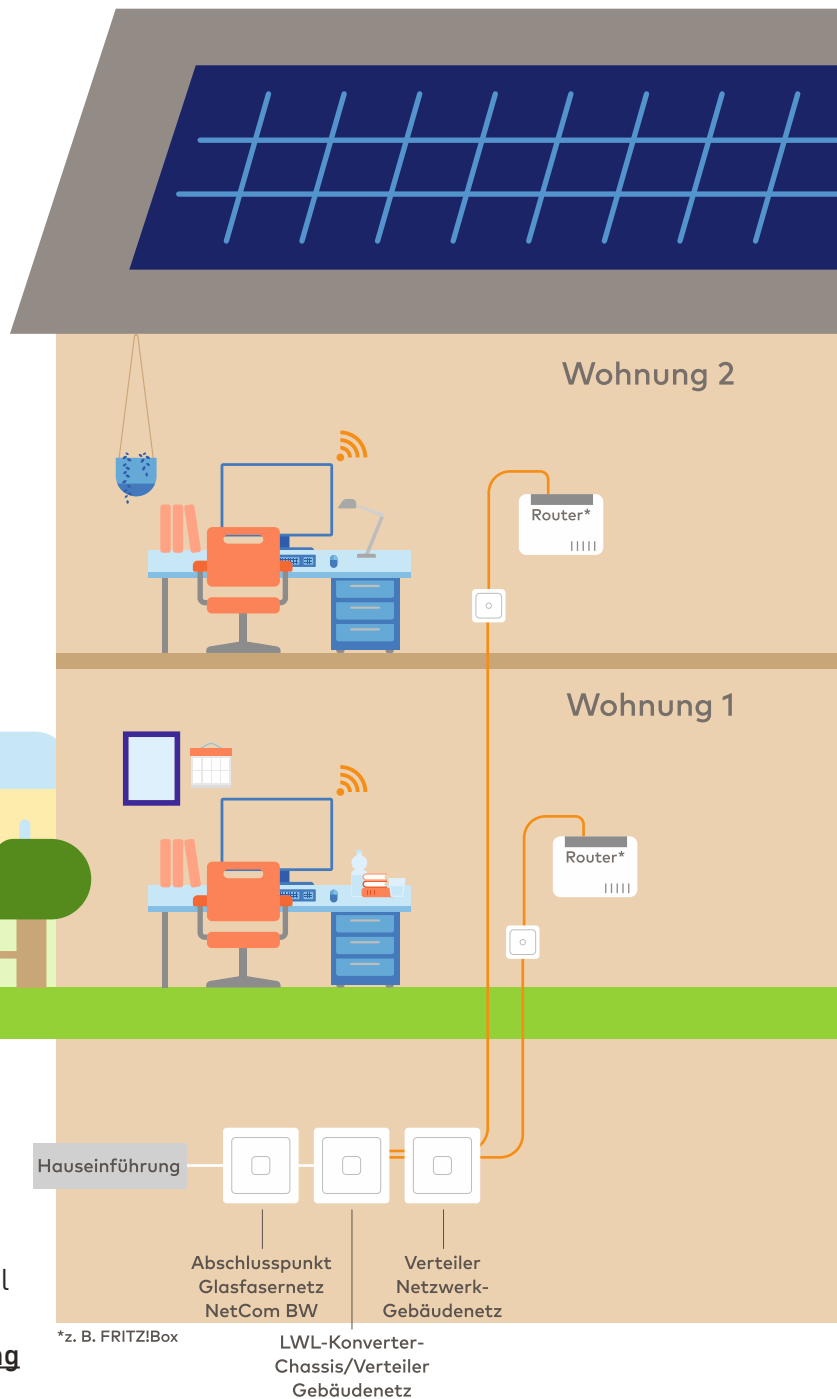 Wohnung 2
Router*
Wohnung 1
Router*
Hauseinführung
Abschlusspunkt
Glasfasernetz
NetCom BW
Verteiler
Netzwerk-
Gebäudenetz
LWL-Konverter-
Chassis/Verteiler
Gebäudenetz
*z. B. FRITZ!Box